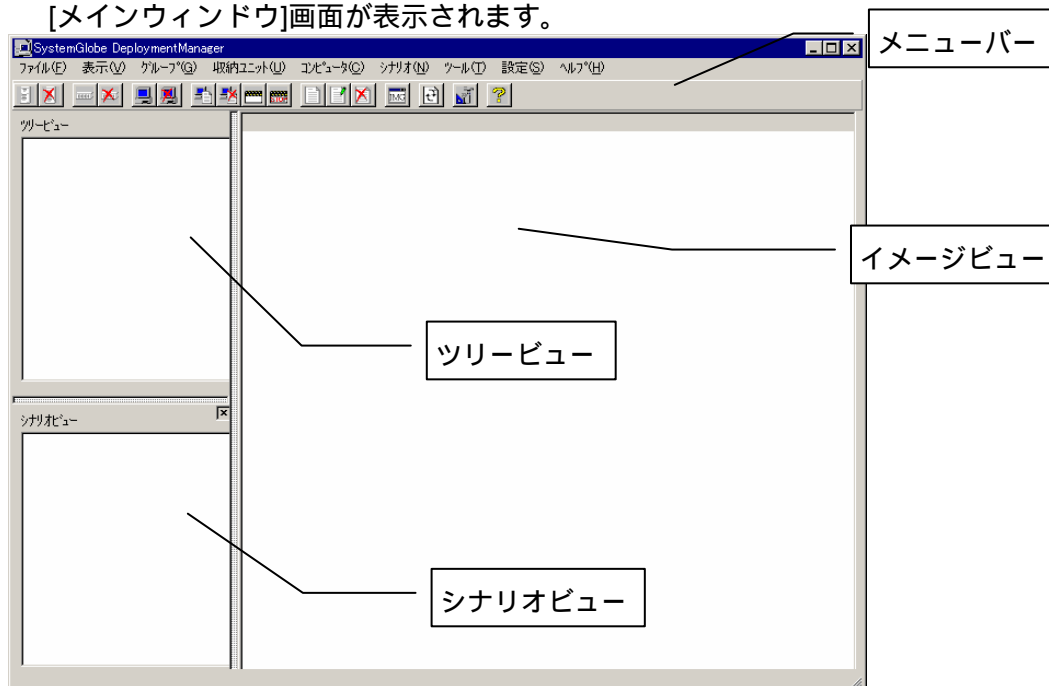 [メインウィンドウ]画面が表示されます。
SystemGlobe DeploymentManager
ﾌｧｲﾙ(F) 表示(V) ｸﾞﾙｰﾌﾟ(G) 収納ﾕﾆｯﾄ(U) ｺﾝﾋﾟｭｰﾀ(C) ｼﾅﾘｵ(N) ﾂｰﾙ(T) 設定(S) ﾍﾙﾌﾟ(H)
メニューバー
IMG
ﾂﾘｰﾋﾞｭｰ
イメージビュー
ツリービュー
ｼﾅﾘｵﾋﾞｭｰ
シナリオビュー